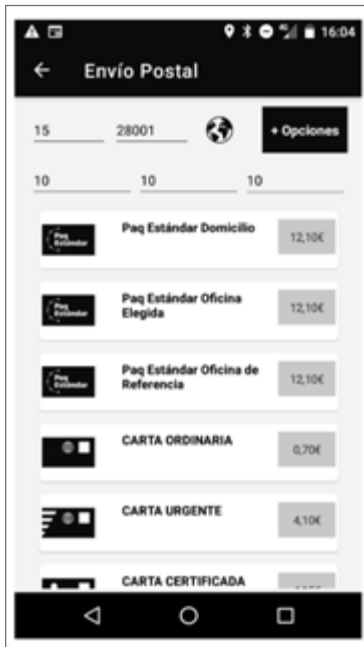 16:04
Envío Postal
15 28001 + Opciones
10 10 10
Paq Estándar
Paq Estándar Domicilio
12,10€
Paq Estándar
Paq Estándar Oficina
Elegida
12,10€
Paq Estándar
Paq Estándar Oficina de
Referencia
12,10€
CARTA ORDINARIA
0,70€
CARTA URGENTE
4,10€
CARTA CERTIFICADA